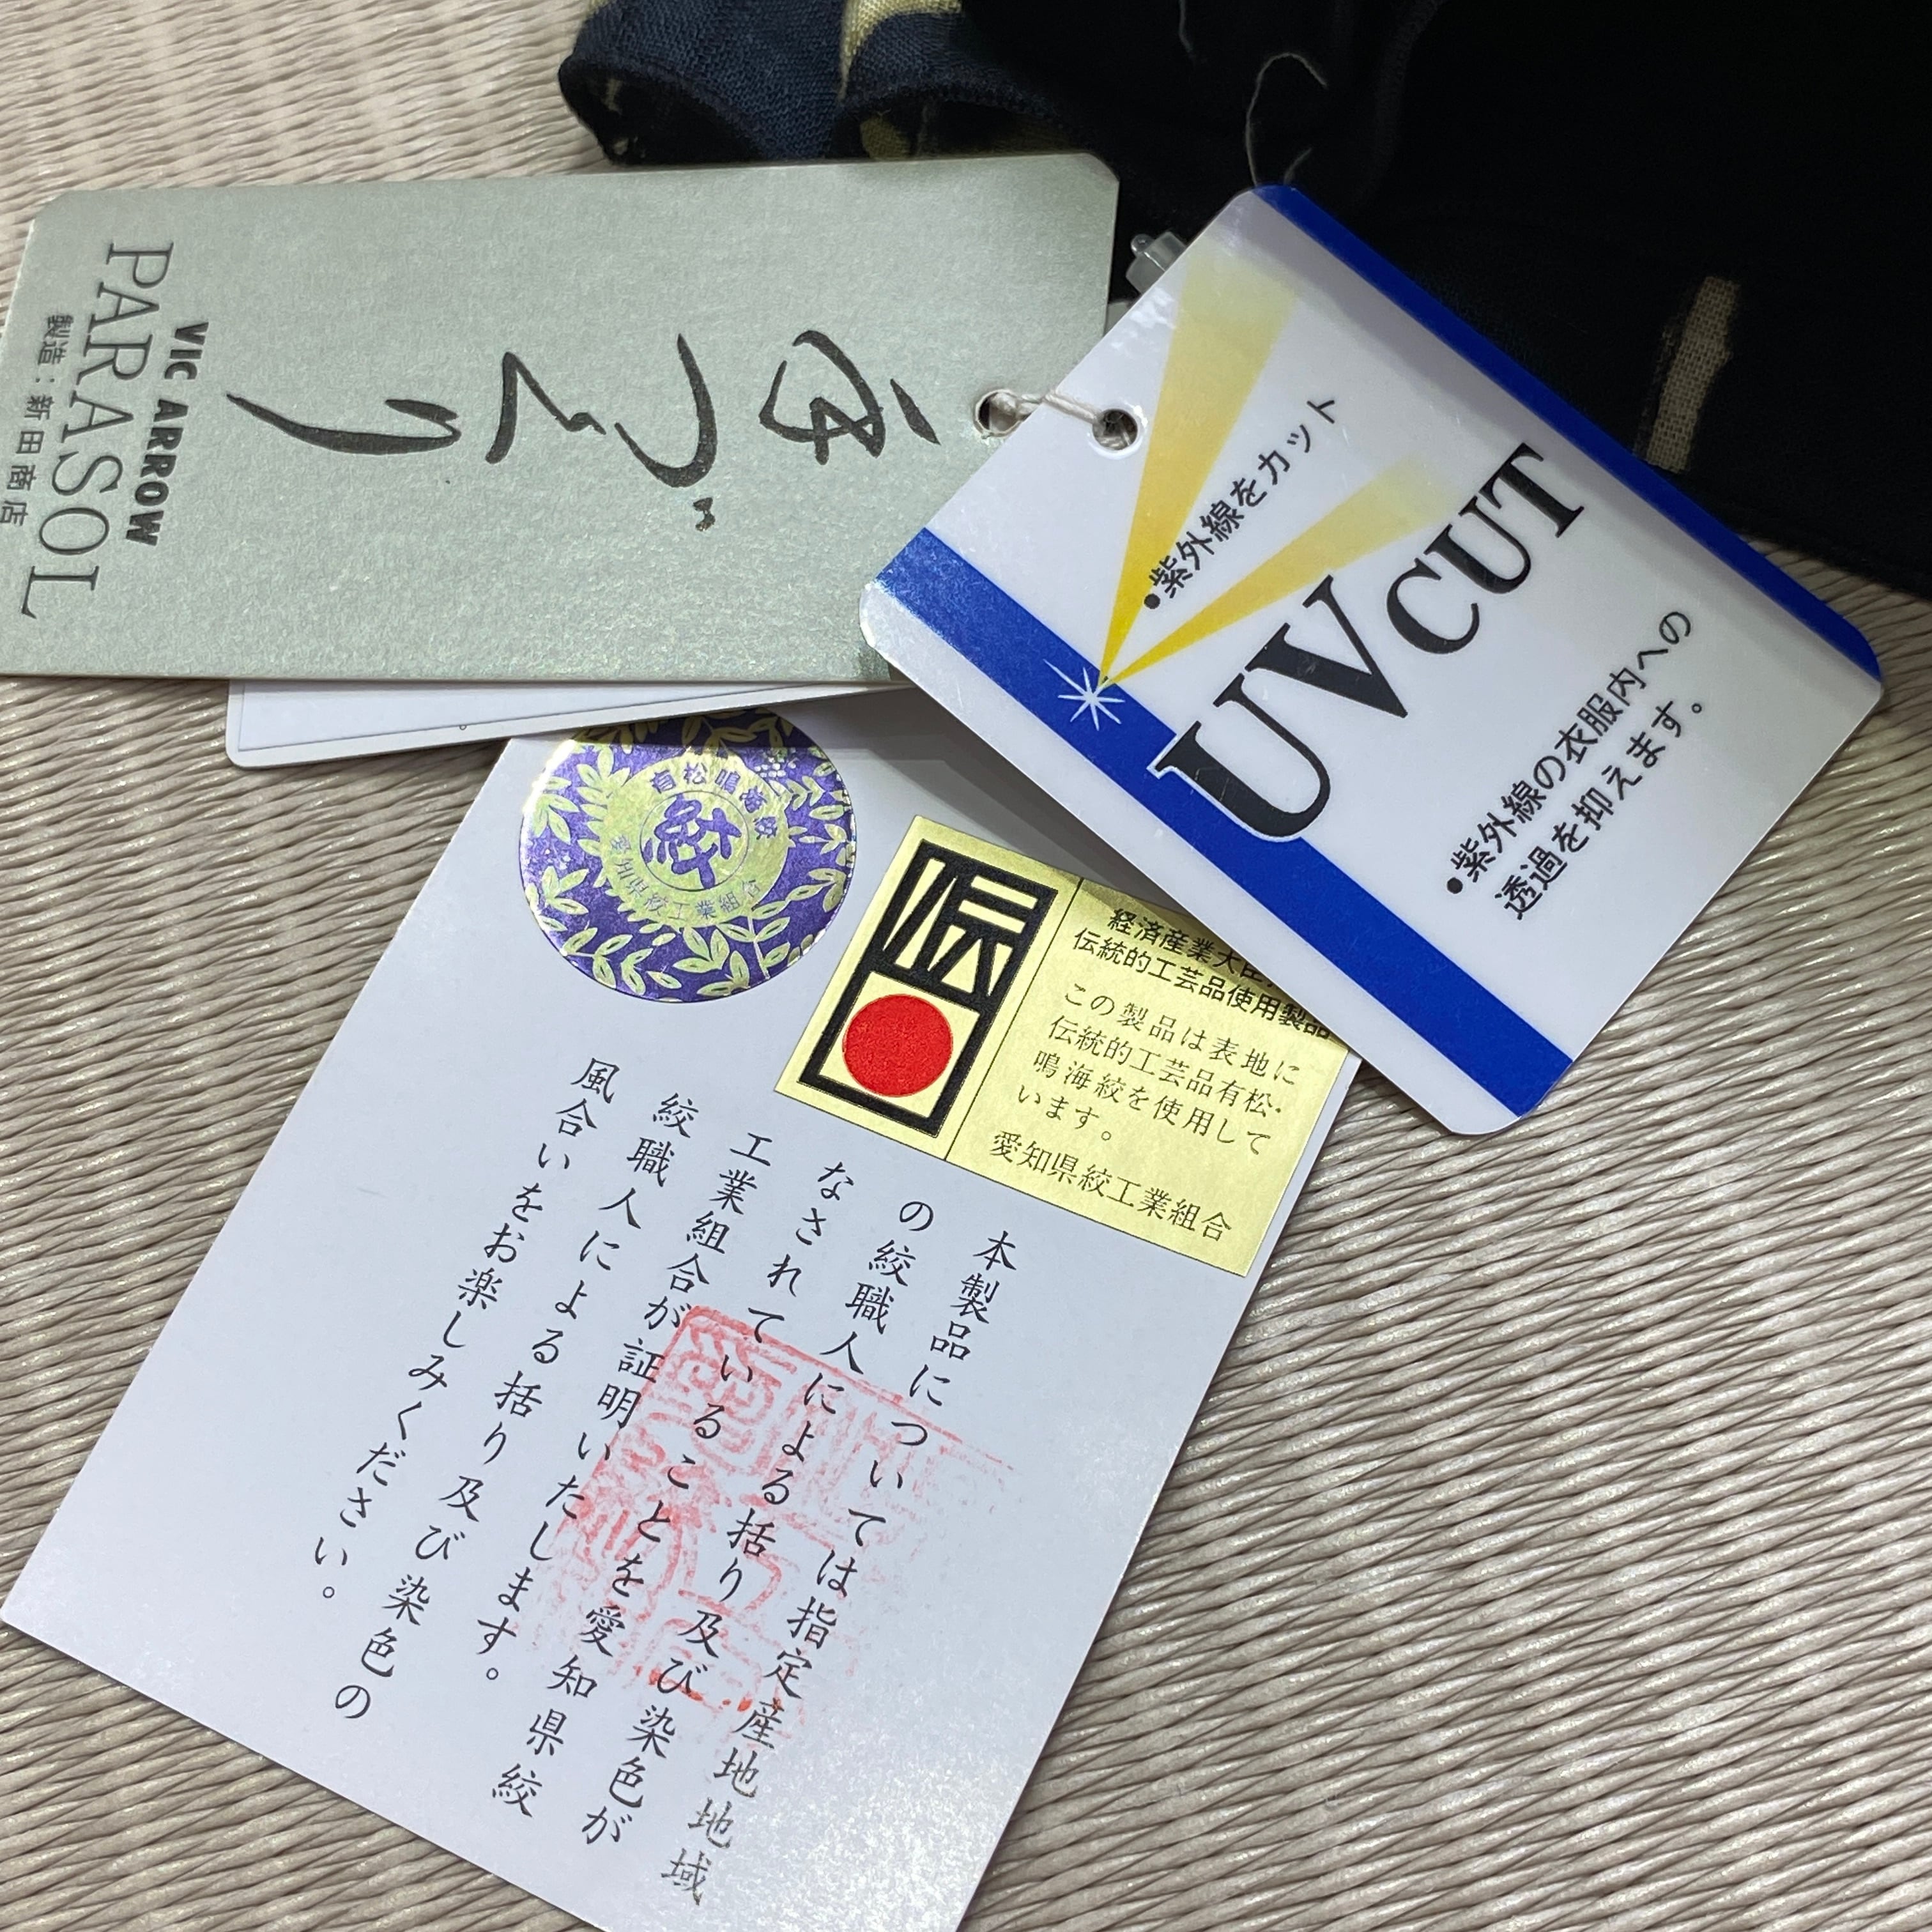 ほづみ
VIC ARROW
PARASOL
製造：新田商店
●紫外線をカット
UV CUT
●紫外線の衣服内への
透過を抑えます。
有松鳴海絞
絞
愛知県絞工業組合
伝
経済産業大臣
伝統的工芸品使用製品
この製品は表地に
伝統的工芸品有松・
鳴海絞を使用して
います。
愛知県絞工業組合
本製品については指定産地地域
の絞職人による括り及び染色が
なされていることを愛知県絞
工業組合が証明いたします。
絞職人による括り及び染色の
風合いをお楽しみください。